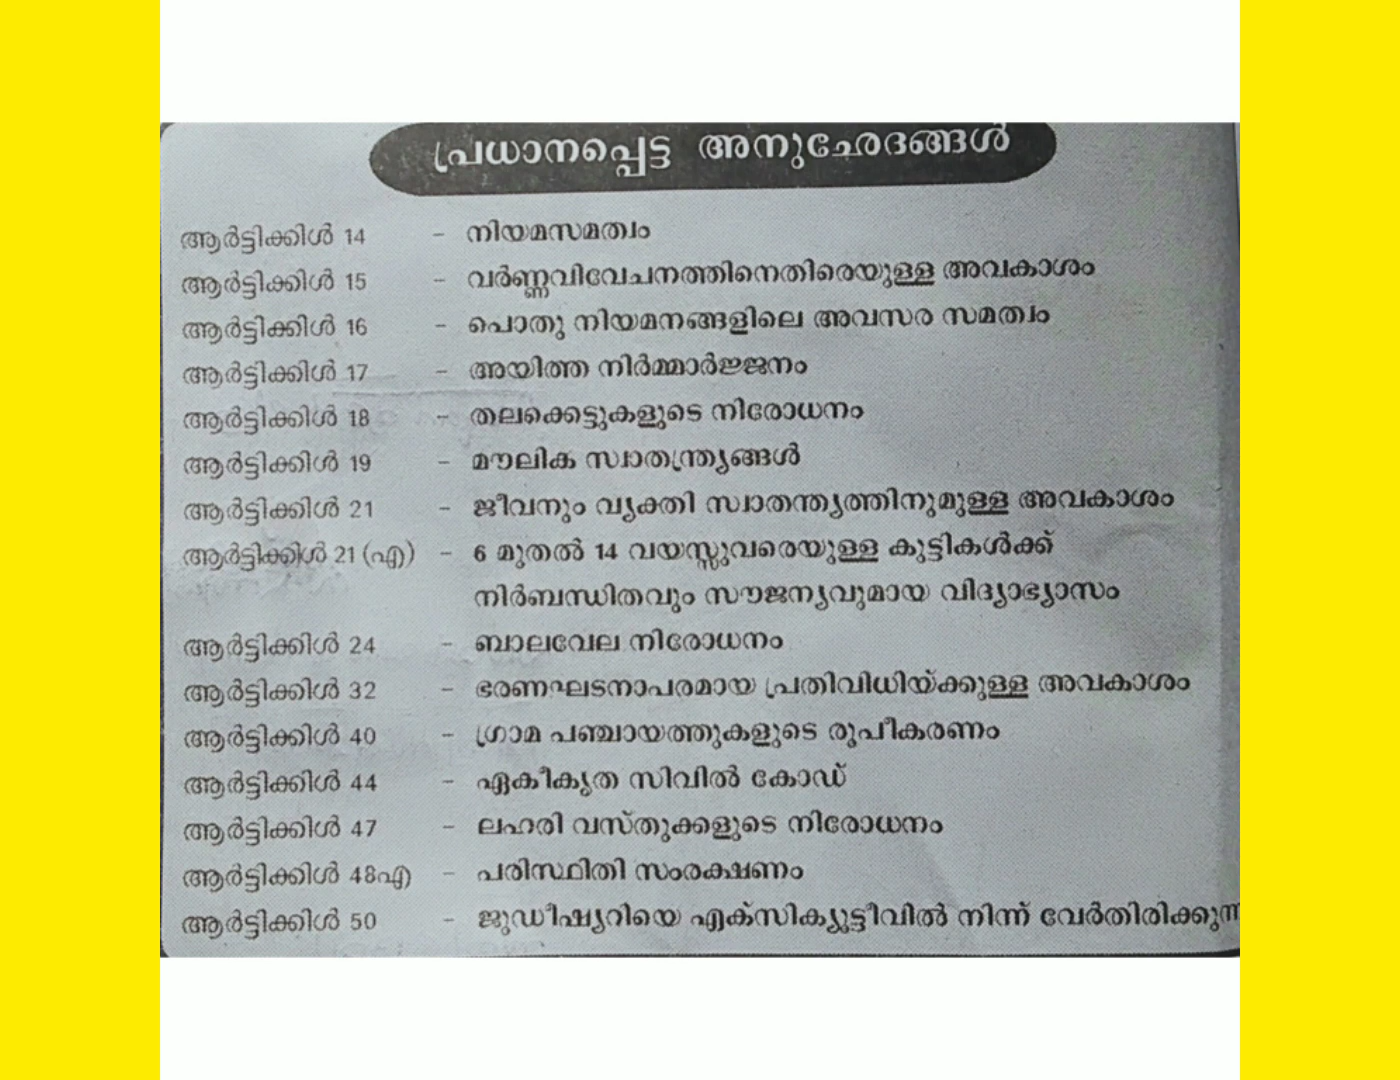 പ്രധാനപ്പെട്ട അനുഛേദങ്ങൾ
ആർട്ടിക്കിൾ 14 - നിയമസമത്വം
ആർട്ടിക്കിൾ 15 - വർണ്ണവിവേചനത്തിനെതിരെയുള്ള അവകാശം
ആർട്ടിക്കിൾ 16 - പൊതു നിയമനങ്ങളിലെ അവസര സമത്വം
ആർട്ടിക്കിൾ 17 - അയിത്ത നിർമ്മാർജ്ജനം
ആർട്ടിക്കിൾ 18 - തലക്കെട്ടുകളുടെ നിരോധനം
ആർട്ടിക്കിൾ 19 - മൗലിക സ്വാതന്ത്ര്യങ്ങൾ
ആർട്ടിക്കിൾ 21 - ജീവനും വ്യക്തി സ്വാതന്ത്യത്തിനുമുള്ള അവകാശം
ആർട്ടിക്കിൾ 21 (എ) - 6 മുതൽ 14 വയസ്സുവരെയുള്ള കുട്ടികൾക്ക്
നിർബന്ധിതവും സൗജന്യവുമായ വിദ്യാഭ്യാസം
ആർട്ടിക്കിൾ 24 - ബാലവേല നിരോധനം
ആർട്ടിക്കിൾ 32 - ഭരണഘടനാപരമായ പ്രതിവിധിയ്ക്കുള്ള അവകാശം
ആർട്ടിക്കിൾ 40 - ഗ്രാമ പഞ്ചായത്തുകളുടെ രൂപീകരണം
ആർട്ടിക്കിൾ 44 - ഏകീകൃത സിവിൽ കോഡ്
ആർട്ടിക്കിൾ 47 - ലഹരി വസ്തുക്കളുടെ നിരോധനം
ആർട്ടിക്കിൾ 48എ) - പരിസ്ഥിതി സംരക്ഷണം
ആർട്ടിക്കിൾ 50 - ജുഡീഷ്യറിയെ എക്സിക്യൂട്ടീവിൽ നിന്ന്